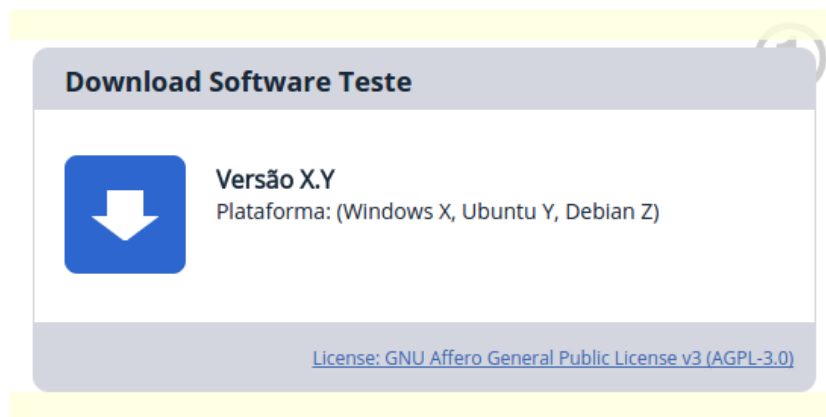 Download Software Teste
Versão X.Y
Plataforma: (Windows X, Ubuntu Y, Debian Z)
License: GNU Affero General Public License v3 (AGPL-3.0)